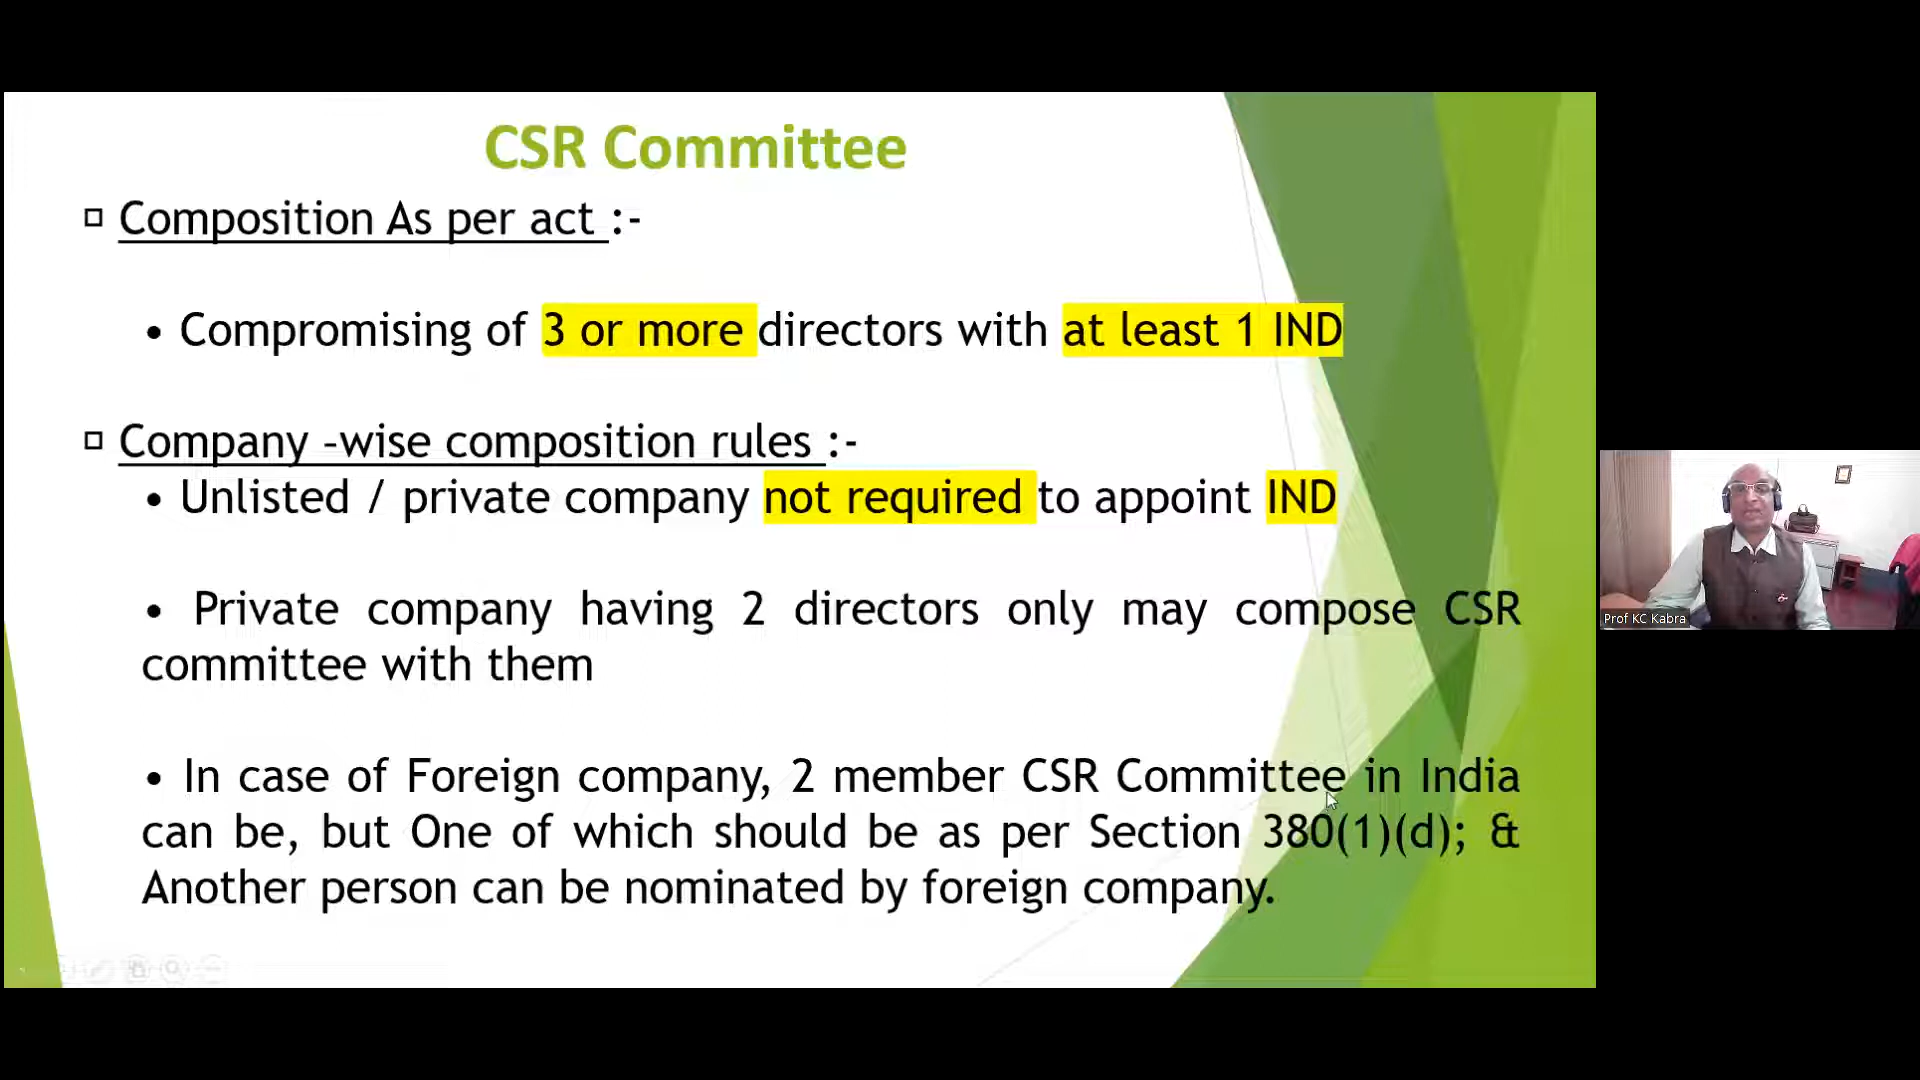 CSR Committee
Composition As per act :-
• Compromising of 3 or more directors with at least 1 IND
Company –wise composition rules :-
• Unlisted / private company not required to appoint IND
• Private company having 2 directors only may compose CSR
committee with them
• In case of Foreign company, 2 member CSR Committee in India
can be, but One of which should be as per Section 380(1)(d); &
Another person can be nominated by foreign company.
Prof KC Kabra